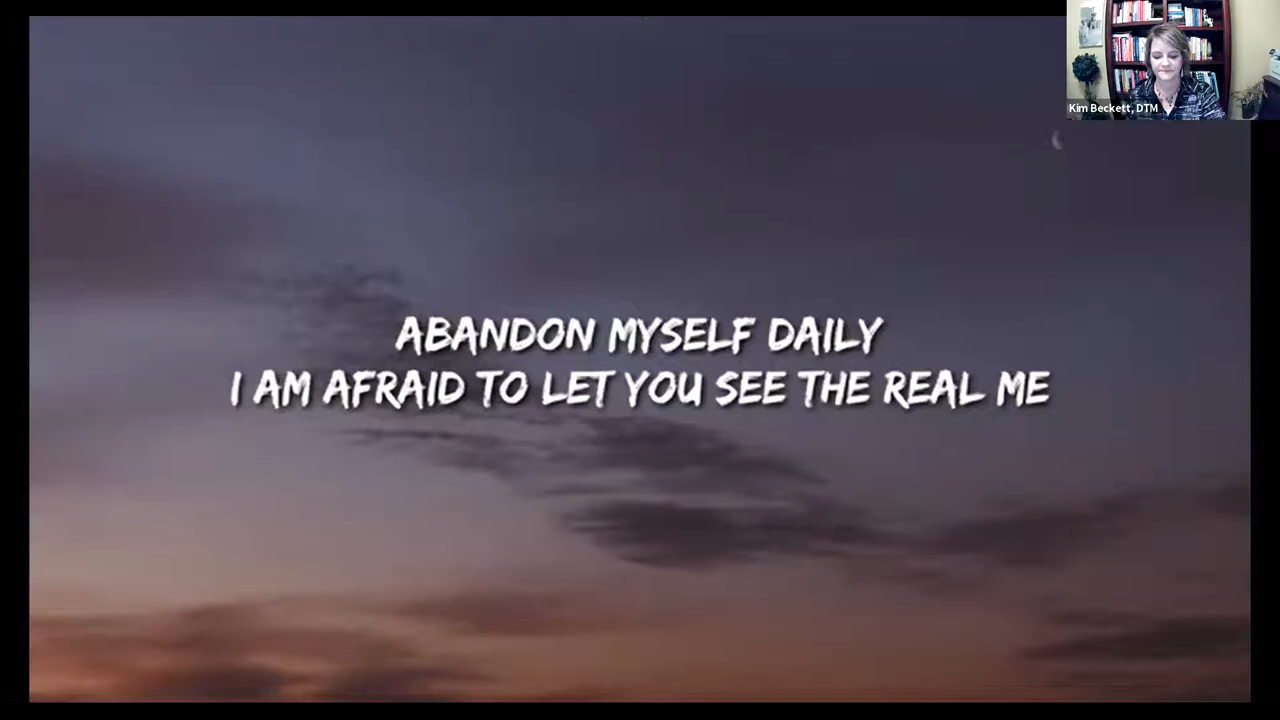 Kim Beckett, DTM
ABANDON MYSELF DAILY
I AM AFRAID TO LET YOU SEE THE REAL ME